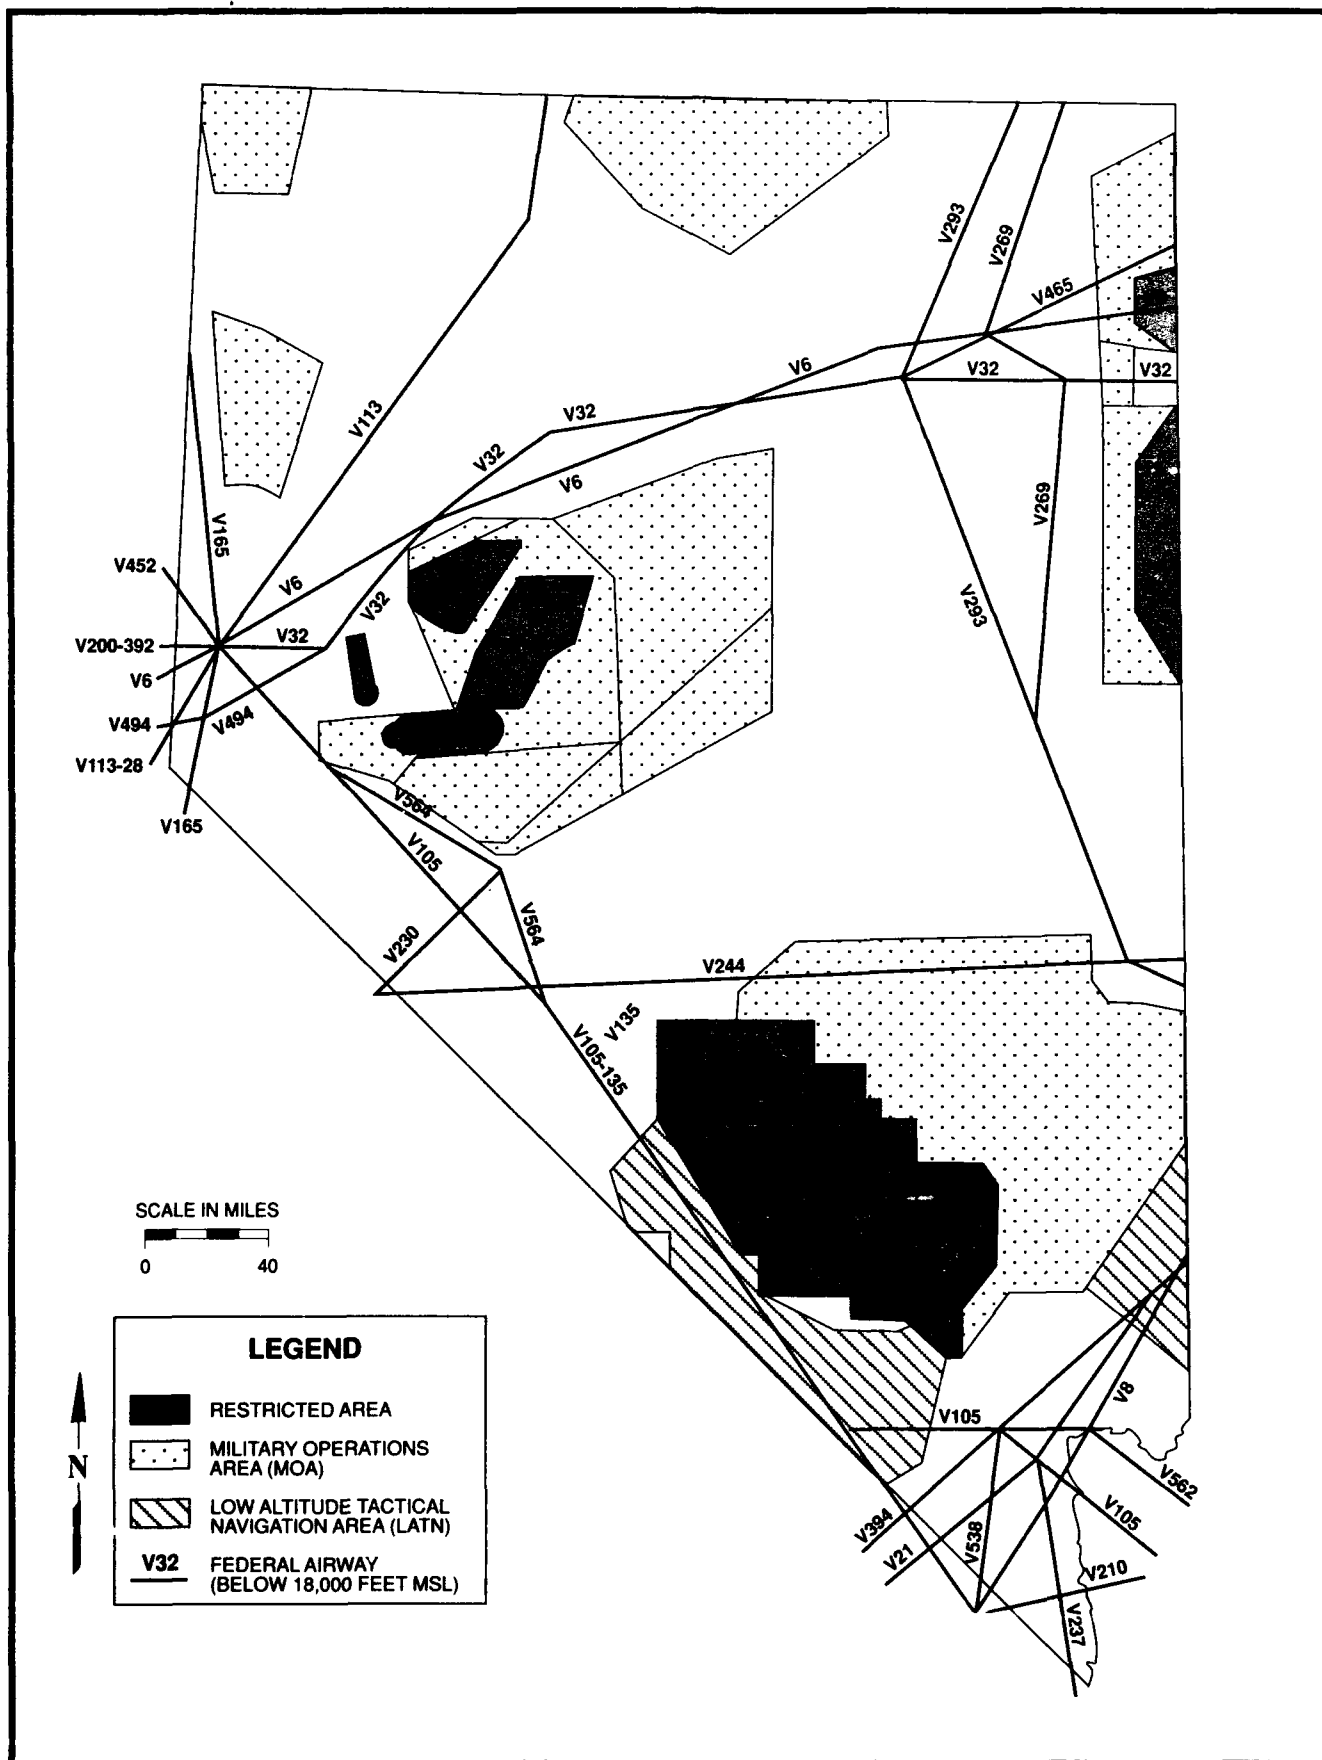 V293
V269
V465
V6
V32
V32
V113
V32
V32
V6
V269
V165
V452
V6
V32
V293
V200-392
V32
V6
V494
V494
V113-28
V165
V564
V105
V564
V230
V244
V135
V105-135
SCALE IN MILES
0 40
LEGEND
RESTRICTED AREA
MILITARY OPERATIONS
AREA (MOA)
LOW ALTITUDE TACTICAL
NAVIGATION AREA (LATN)
V32 FEDERAL AIRWAY
(BELOW 18,000 FEET MSL)
N
V8
V105
V562
V105
V394
V21
V538
V210
V237